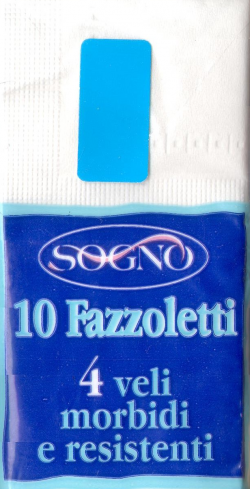 SOGNO
10 Fazzoletti
4 veli
morbidi
e resistenti